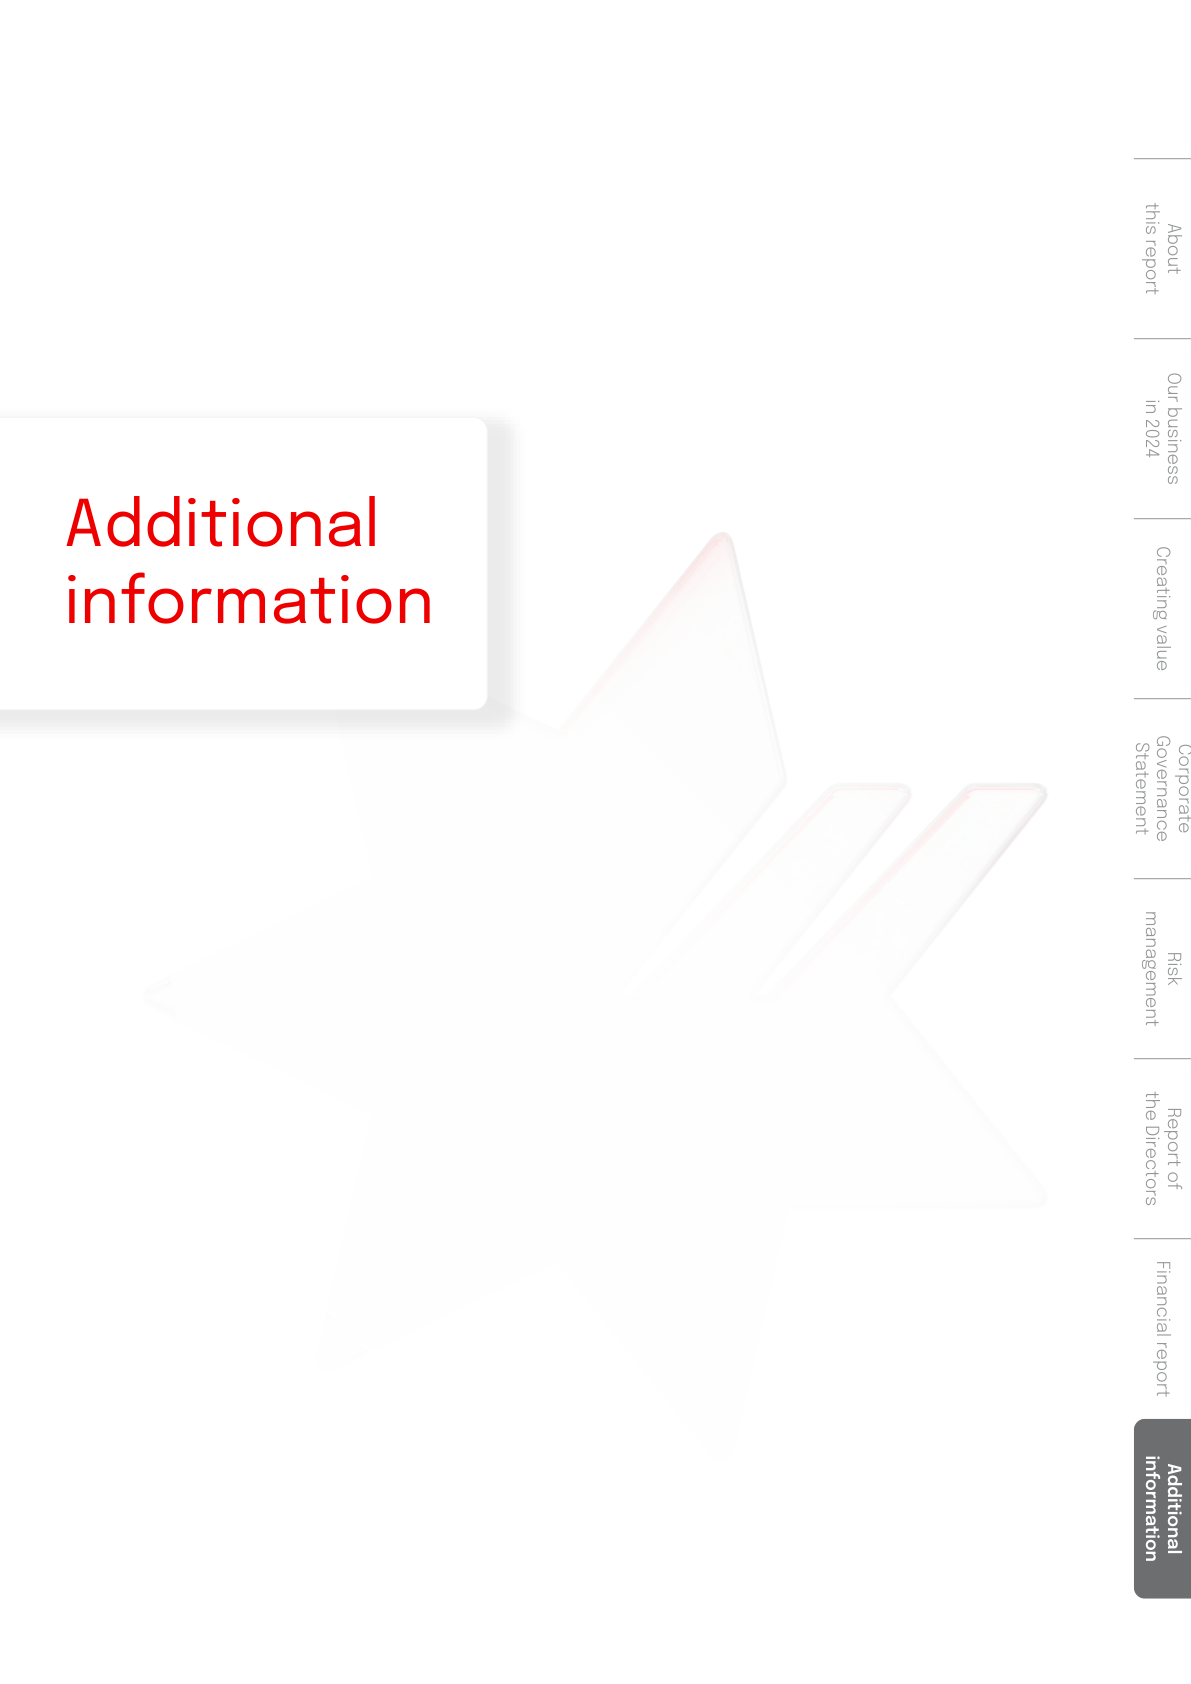 Additional
information
About
this report
Our business
in 2024
Creating value
Corporate
Governance
Statement
Risk
management
Report of
the Directors
Financial report
Additional
information